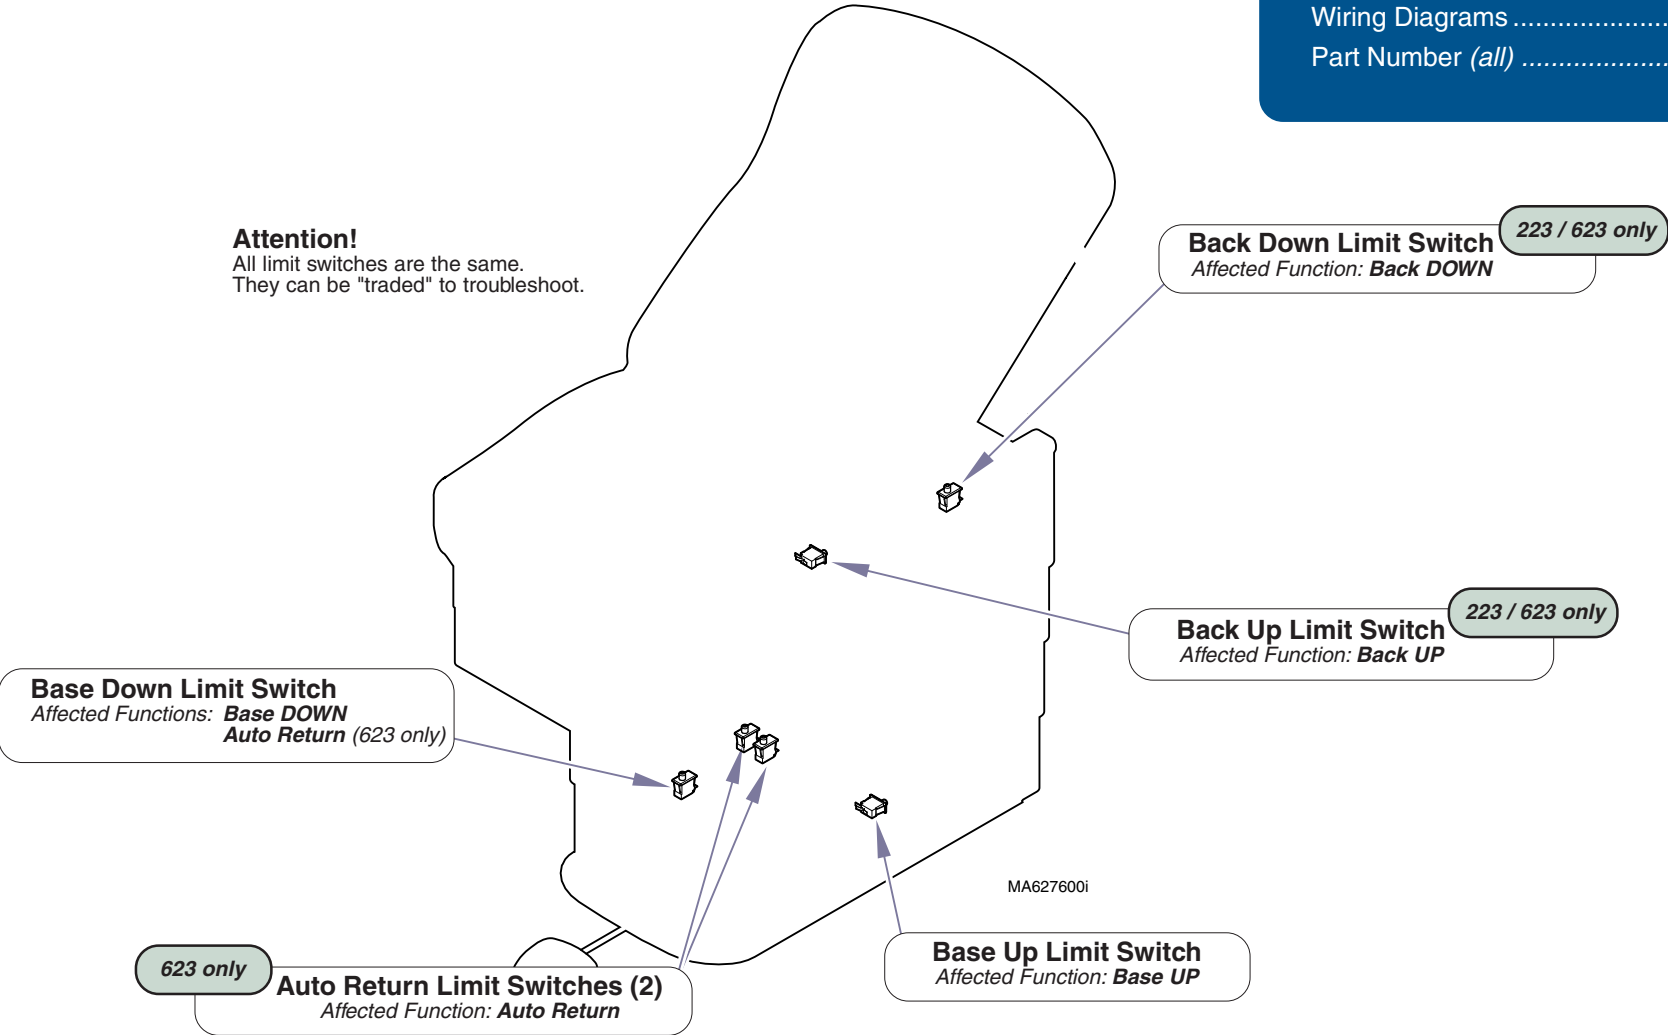 Wiring Diagrams ......................
Part Number (all) .....................
Attention!
All limit switches are the same.
They can be "traded" to troubleshoot.
223 / 623 only
Back Down Limit Switch
Affected Function: Back DOWN
223 / 623 only
Back Up Limit Switch
Affected Function: Back UP
Base Down Limit Switch
Affected Functions: Base DOWN
Auto Return (623 only)
MA627600i
Base Up Limit Switch
Affected Function: Base UP
623 only
Auto Return Limit Switches (2)
Affected Function: Auto Return